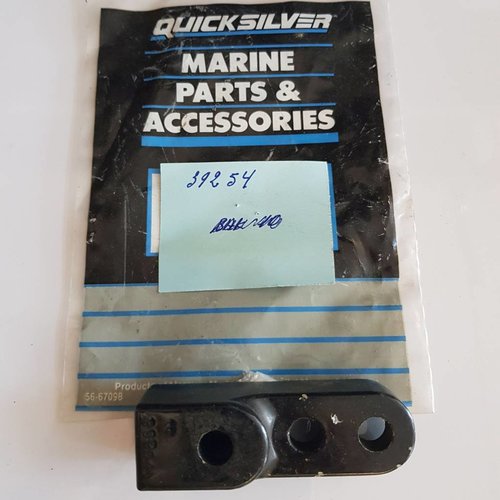 QUICKSILVER
MARINE
PARTS &
ACCESSORIES
39254
Product
56-67098